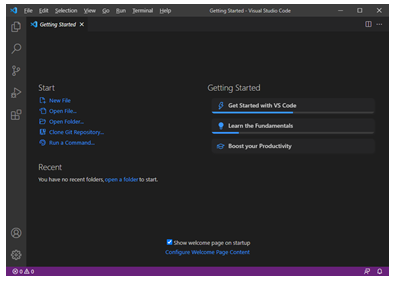 File Edit Selection View Go Run Terminal Help Getting Started - Visual Studio Code
Getting Started
Start
New File
Open File...
Open Folder...
Clone Git Repository...
Run a Command...
Recent
You have no recent folders, open a folder to start.
Getting Started
Get Started with VS Code
Learn the Fundamentals
Boost your Productivity
Show welcome page on startup
Configure Welcome Page Content
0 0